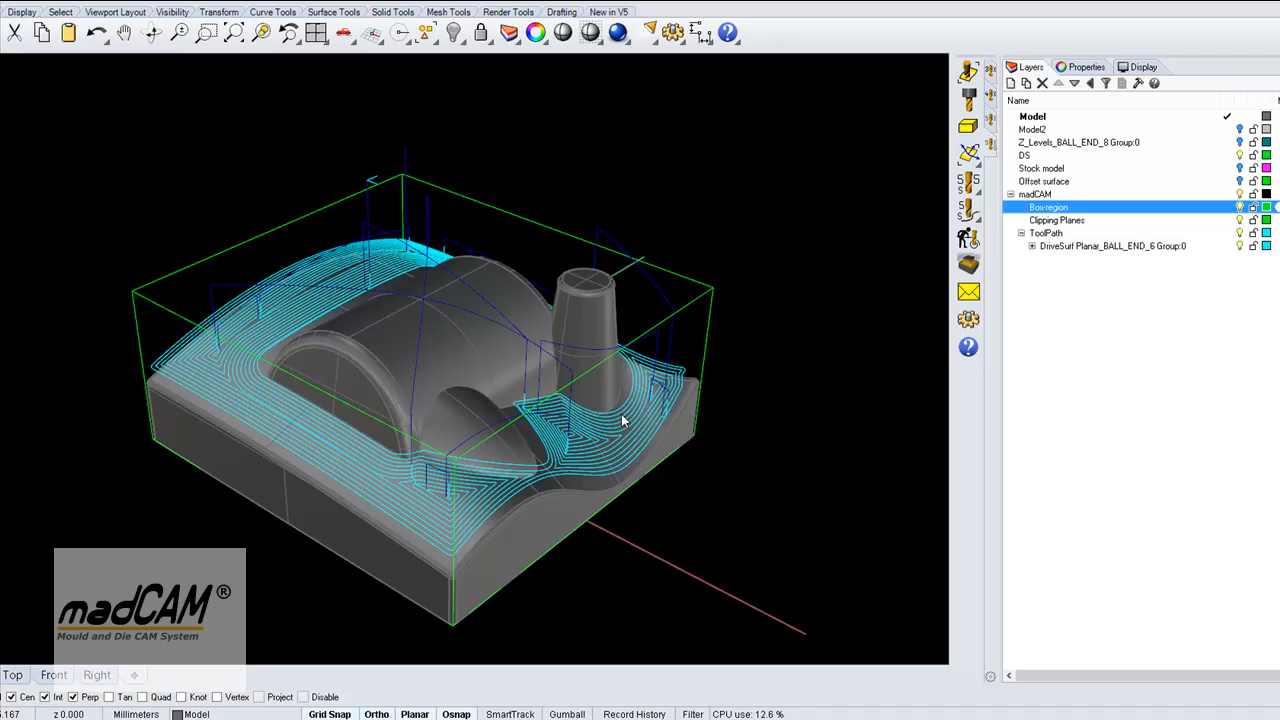 Display Select Viewport Layout Visibility Transform Curve Tools Surface Tools Solid Tools Mesh Tools Render Tools Drafting New in V5
Layers Properties Display
Name
Model
Model2
Z_Levels_BALL_END_8 Group:0
DS
Stock model
Offset surface
madCAM
Box-region
Clipping Planes
ToolPath
DriveSurf Planar_BALL_END_6 Group:0
madCAM®
Mould and Die CAM System
Top Front Right
Cen Int Perp Tan Quad Knot Vertex Project Disable
.167 z 0.000 Millimeters Model Grid Snap Ortho Planar Osnap SmartTrack Gumball Record History Filter CPU use: 12.6 %